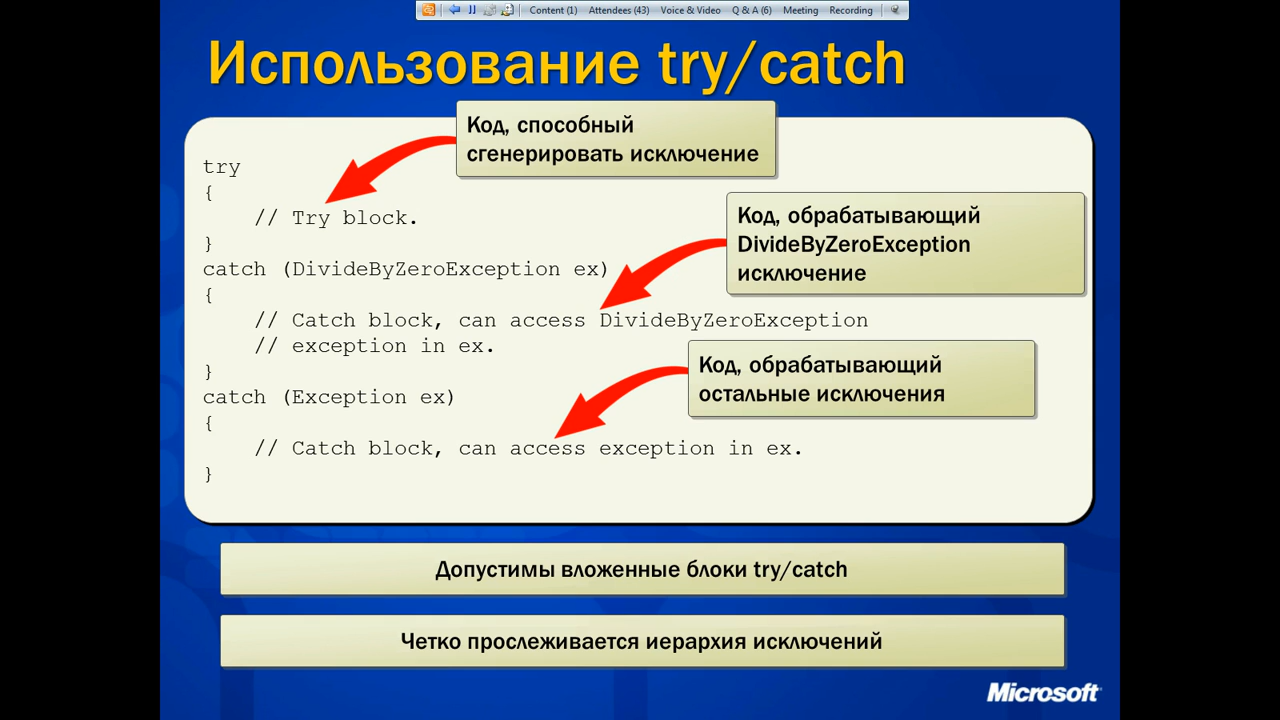 Content (1) Attendees (43) Voice & Video Q & A (6) Meeting Recording
Использование try/catch
Код, способный
сгенерировать исключение
try
{
    // Try block.
}
Код, обрабатывающий
DivideByZeroException
исключение
catch (DivideByZeroException ex)
{
    // Catch block, can access DivideByZeroException
    // exception in ex.
}
Код, обрабатывающий
остальные исключения
catch (Exception ex)
{
    // Catch block, can access exception in ex.
}
Допустимы вложенные блоки try/catch
Четко прослеживается иерархия исключений
Microsoft